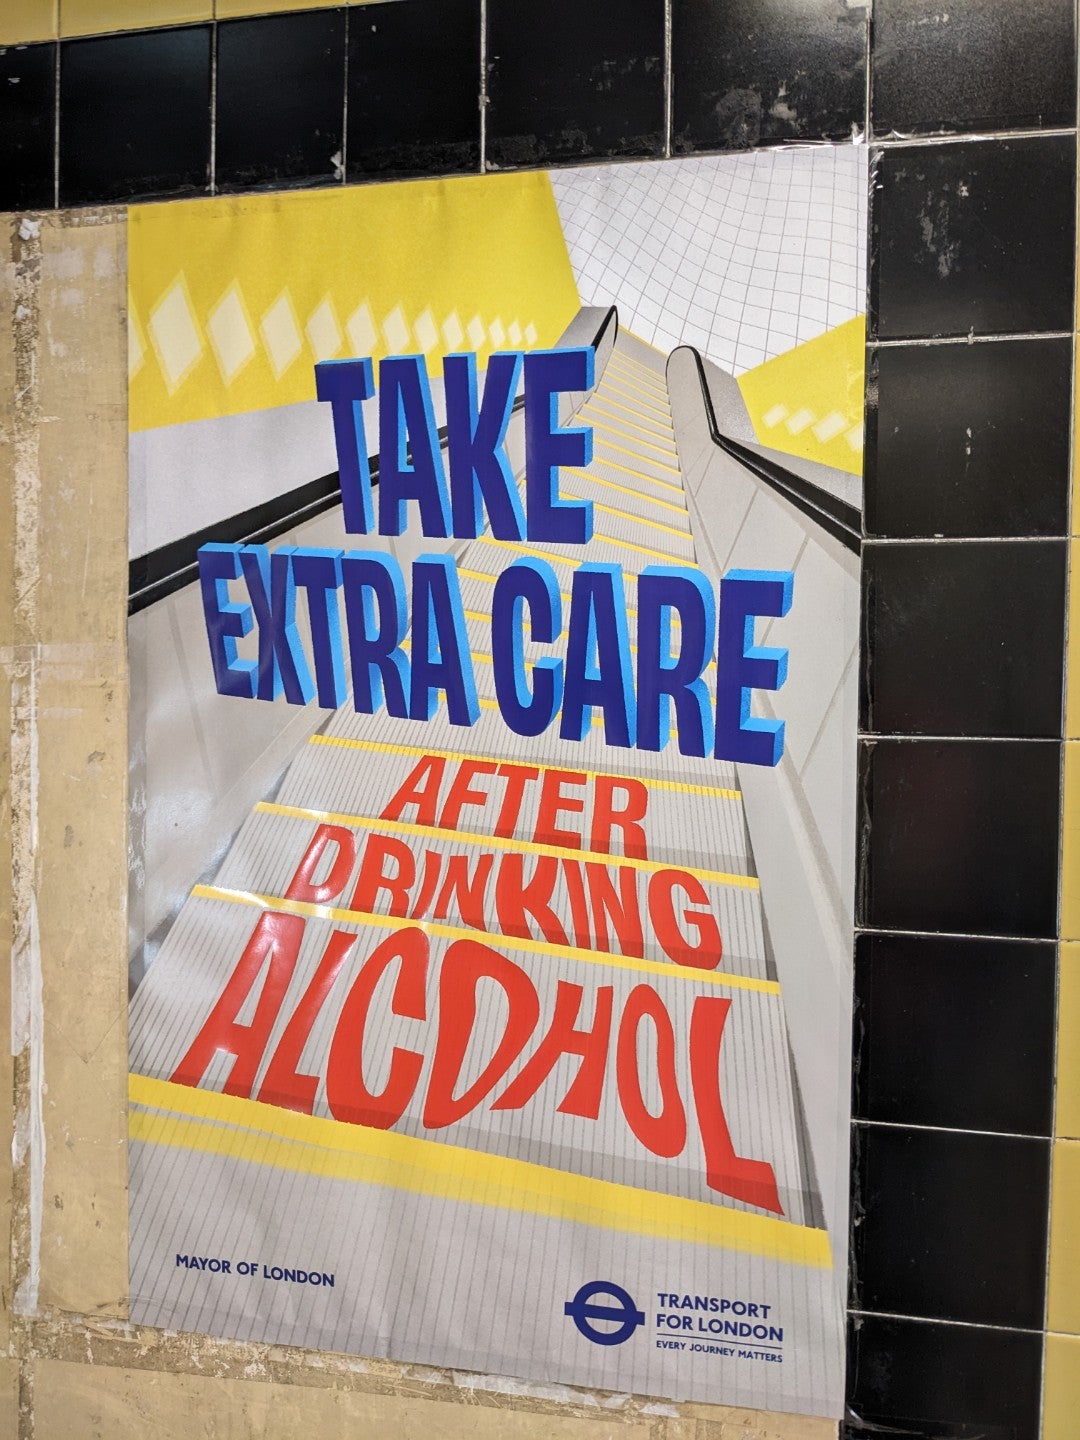 TAKE
EXTRA CARE
AFTER
DRINKING
ALCOHOL
MAYOR OF LONDON
TRANSPORT
FOR LONDON
EVERY JOURNEY MATTERS